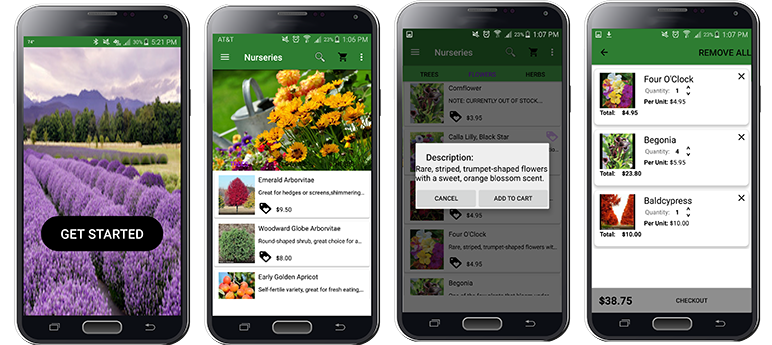 74°
30% 5:21 PM
GET STARTED
AT&T 23% 1:06 PM
Nurseries
Emerald Arborvitae
Great for hedges or screens,shimmering...
$9.50
Woodward Globe Arborvitae
Round-shaped shrub, great choice for a...
$8.00
Early Golden Apricot
Self-fertile variety, great for fresh eating,
23% 1:07 PM
Nurseries
TREES FLOWERS HERBS
Cornflower
NOTE: CURRENTLY OUT OF STOCK....
$3.95
Calla Lilly, Black Star
Description:
Rare, striped, trumpet-shaped flowers
with a sweet, orange blossom scent.
CANCEL ADD TO CART
$4.95
Four O'Clock
Rare, striped, trumpet-shaped flowers wit...
$4.95
Begonia
23% 1:07 PM
REMOVE ALL
Four O'Clock
Quantity: 1
Per Unit: $4.95
Total: $4.95
Begonia
Quantity: 4
Per Unit: $5.95
Total: $23.80
Baldcypress
Quantity: 1
Per Unit: $10.00
Total: $10.00
$38.75 CHECKOUT